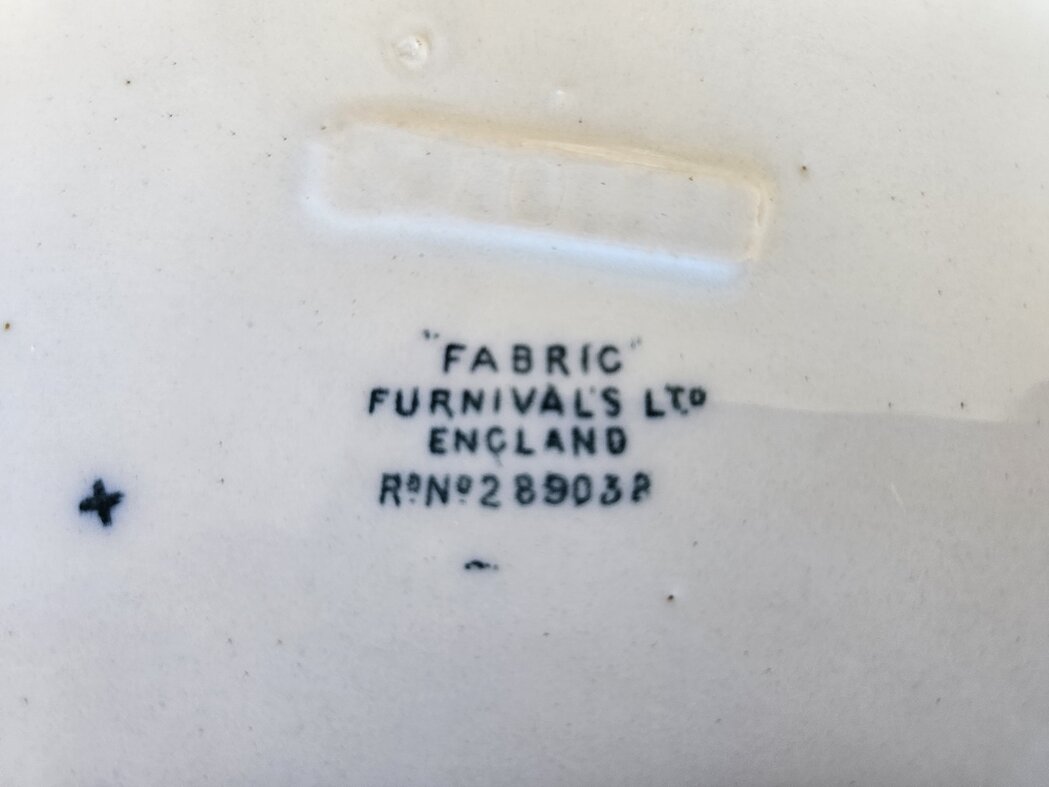 "FABRIC"
FURNIVAL'S LTD
ENGLAND
Rd No 289038